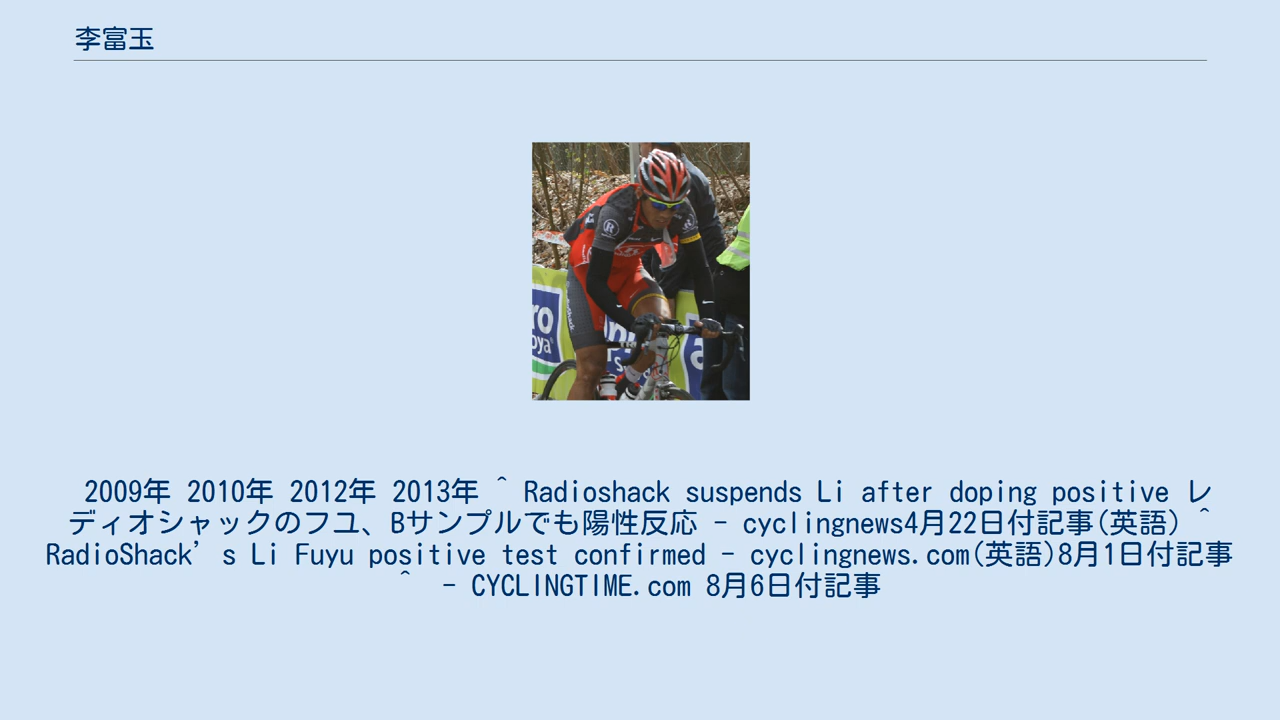 李富玉
ro
oya
R
R
2009年 2010年 2012年 2013年 ^ Radioshack suspends Li after doping positive レ
ディオシャックのフユ、Bサンプルでも陽性反応 - cyclingnews4月22日付記事(英語) ^
RadioShack’s Li Fuyu positive test confirmed - cyclingnews.com(英語)8月1日付記事
^ - CYCLINGTIME.com 8月6日付記事